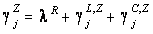 γ_j^Z = λ^R + γ_j^{L,Z} + γ_j^{C,Z}